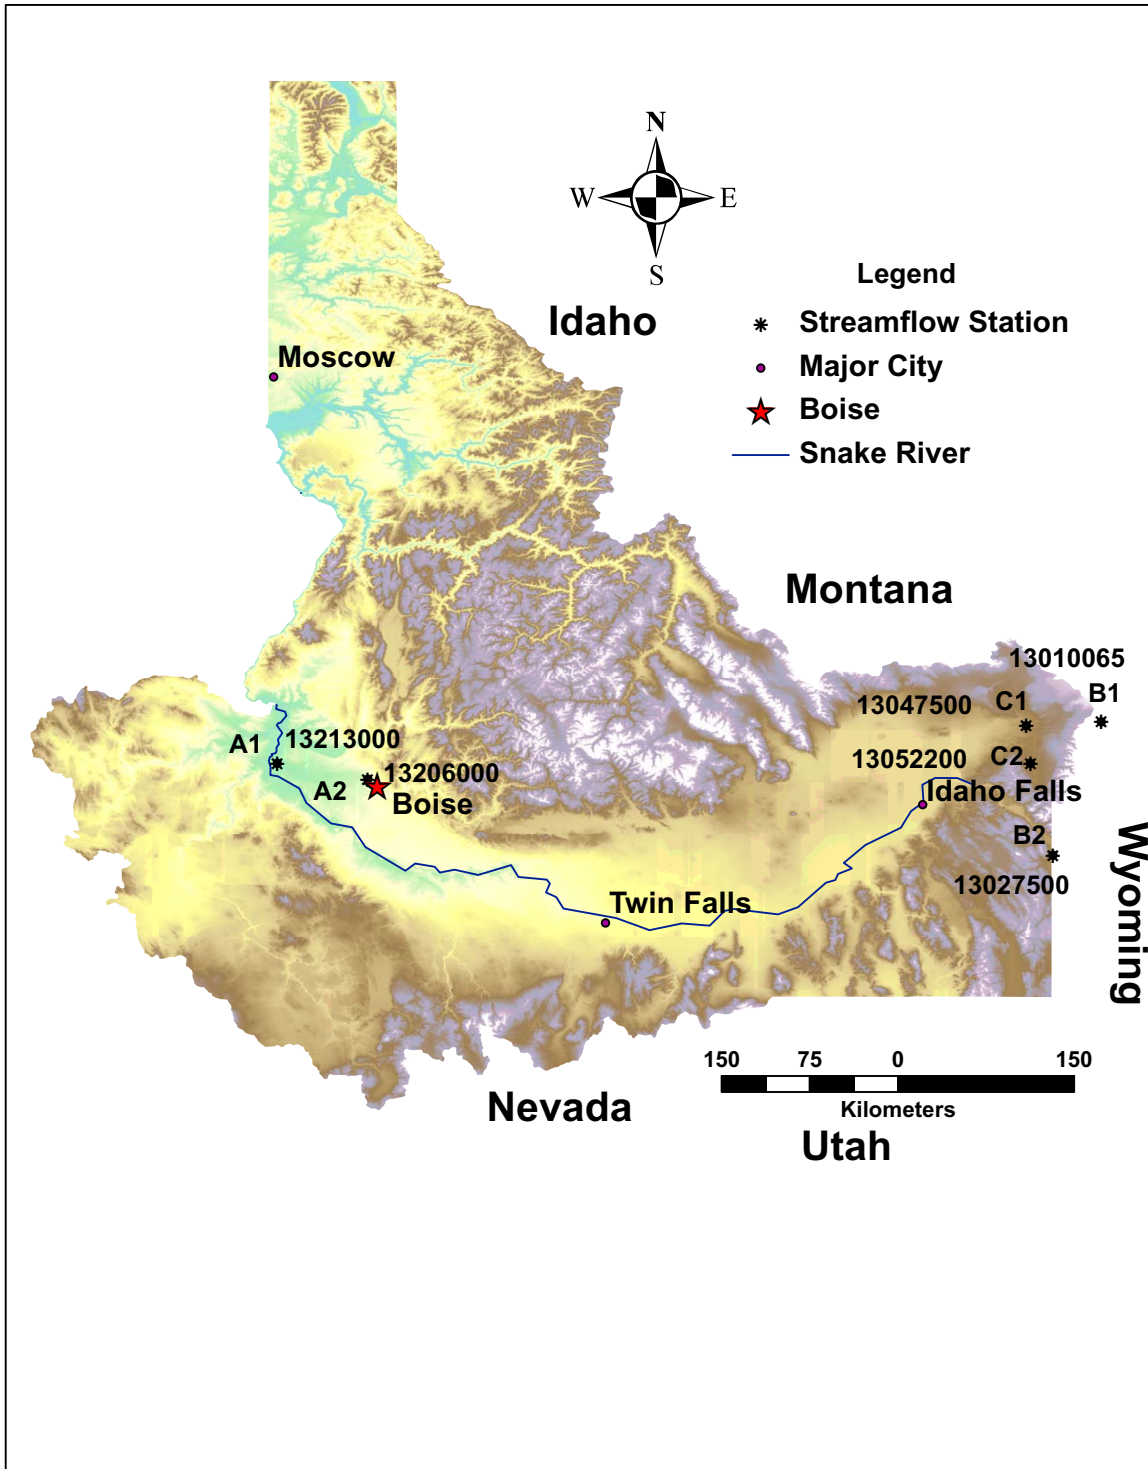 N
W E
S
Legend
Idaho
Streamflow Station
Moscow
Major City
Boise
Snake River
Montana
13010065
B1
13047500 C1
A1 13213000
13052200 C2
13206000
A2
Boise
Idaho Falls
B2
Wyoming
13027500
Twin Falls
150 75 0 150
Kilometers
Nevada
Utah